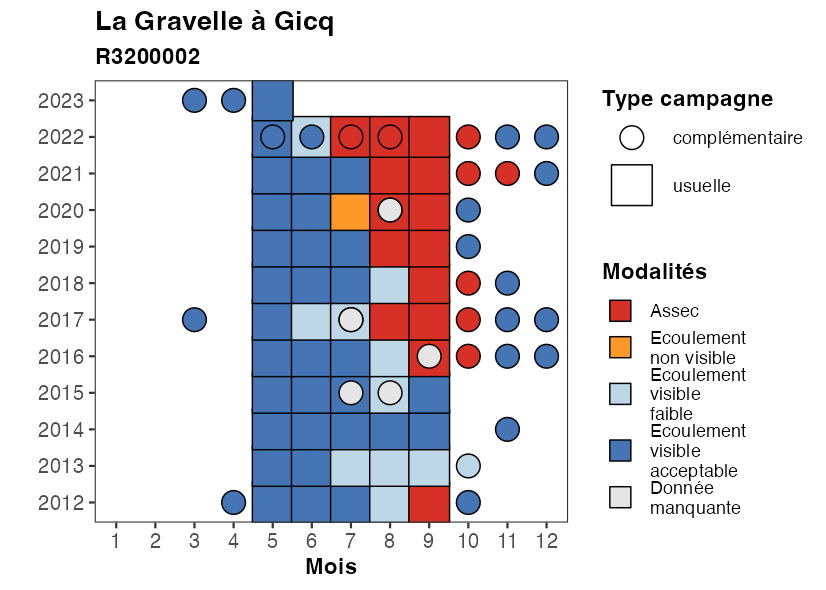 La Gravelle à Gicq
R3200002
2023
2022
2021
2020
2019
2018
2017
2016
2015
2014
2013
2012
1 2 3 4 5 6 7 8 9 10 11 12
Mois
Type campagne
complémentaire
usuelle
Modalités
Assec
Ecoulement
non visible
Ecoulement
visible
faible
Ecoulement
visible
acceptable
Donnée
manquante